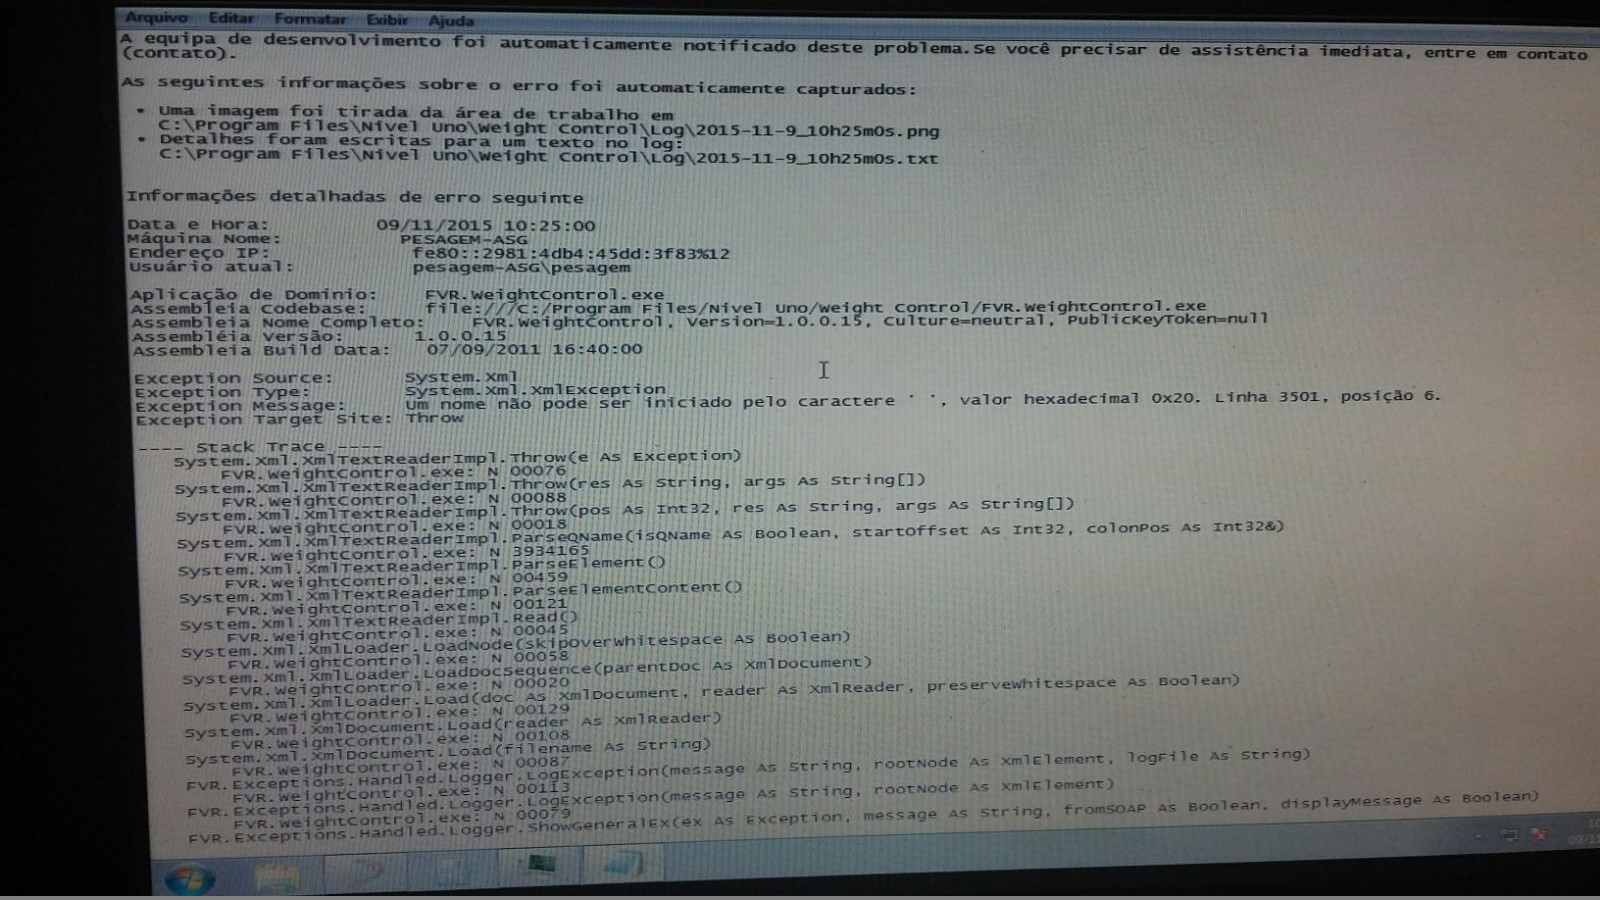 Arquivo Editar Formatar Exibir Ajuda
A equipa de desenvolvimento foi automaticamente notificado deste problema.Se você precisar de assistência imediata, entre em contato
(contato).
As seguintes informações sobre o erro foi automaticamente capturados:
• Uma imagem foi tirada da área de trabalho em
C:\Program Files\Nivel Uno\Weight Control\Log\2015-11-9_10h25m0s.png
• Detalhes foram escritas para um texto no log:
C:\Program Files\Nivel Uno\Weight Control\Log\2015-11-9_10h25m0s.txt
Informações detalhadas de erro seguinte
Data e Hora: 09/11/2015 10:25:00
Máquina Nome: PESAGEM-ASG
Endereço IP: fe80::2981:4db4:45dd:3f83%12
Usuário atual: pesagem-ASG\pesagem
Aplicação de Dominio: FVR.WeightControl.exe
Assembleia Codebase: file:///C:/Program Files/Nivel Uno/Weight Control/FVR.WeightControl.exe
Assembleia Nome Completo: FVR.WeightControl, Version=1.0.0.15, Culture=neutral, PublicKeyToken=null
Assembléia Versão: 1.0.0.15
Assembleia Build Data: 07/09/2011 16:40:00
Exception Source: System.Xml
Exception Type: System.Xml.XmlException
Exception Message: Um nome não pode ser iniciado pelo caractere ' ', valor hexadecimal 0x20. Linha 3501, posição 6.
Exception Target Site: Throw
---- Stack Trace ----
System.Xml.XmlTextReaderImpl.Throw(e As Exception)
FVR.WeightControl.exe: N 00076
System.Xml.XmlTextReaderImpl.Throw(res As String, args As String[])
FVR.WeightControl.exe: N 00088
System.Xml.XmlTextReaderImpl.Throw(pos As Int32, res As String, args As String[])
FVR.WeightControl.exe: N 00018
System.Xml.XmlTextReaderImpl.ParseQName(isQName As Boolean, startOffset As Int32, colonPos As Int32&)
FVR.WeightControl.exe: N 3934165
System.Xml.XmlTextReaderImpl.ParseElement()
FVR.WeightControl.exe: N 00459
System.Xml.XmlTextReaderImpl.ParseElementContent()
FVR.WeightControl.exe: N 00121
System.Xml.XmlTextReaderImpl.Read()
FVR.WeightControl.exe: N 00045
System.Xml.XmlLoader.LoadNode(skipOverWhitespace As Boolean)
FVR.WeightControl.exe: N 00058
System.Xml.XmlLoader.LoadDocSequence(parentDoc As XmlDocument)
FVR.WeightControl.exe: N 00020
System.Xml.XmlLoader.Load(doc As XmlDocument, reader As XmlReader, preserveWhitespace As Boolean)
FVR.WeightControl.exe: N 00129
System.Xml.XmlDocument.Load(reader As XmlReader)
FVR.WeightControl.exe: N 00108
System.Xml.XmlDocument.Load(filename As String)
FVR.WeightControl.exe: N 00087
FVR.Exceptions.Handled.Logger.LogException(message As String, rootNode As XmlElement, logFile As String)
FVR.WeightControl.exe: N 00113
FVR.Exceptions.Handled.Logger.LogException(message As String, rootNode As XmlElement)
FVR.WeightControl.exe: N 00079
FVR.Exceptions.Handled.Logger.ShowGeneralEx(ex As Exception, message As String, fromSOAP As Boolean, displayMessage As Boolean)